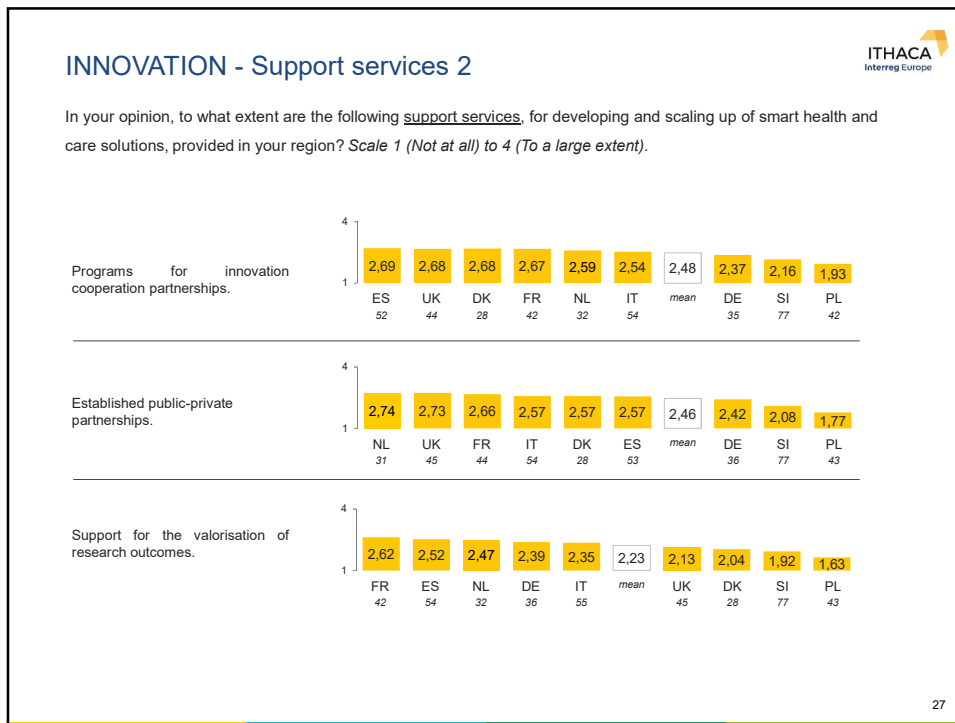 INNOVATION - Support services 2
ITHACA
Interreg Europe
In your opinion, to what extent are the following support services, for developing and scaling up of smart health and
care solutions, provided in your region? Scale 1 (Not at all) to 4 (To a large extent).
Programs for innovation
cooperation partnerships.
4
1
2,69 2,68 2,68 2,67 2,59 2,54 2,48 2,37 2,16 1,93
ES UK DK FR NL IT mean DE SI PL
52 44 28 42 32 54 35 77 42
Established public-private
partnerships.
4
1
2,74 2,73 2,66 2,57 2,57 2,57 2,46 2,42 2,08 1,77
NL UK FR IT DK ES mean DE SI PL
31 45 44 54 28 53 36 77 43
Support for the valorisation of
research outcomes.
4
1
2,62 2,52 2,47 2,39 2,35 2,23 2,13 2,04 1,92 1,63
FR ES NL DE IT mean UK DK SI PL
42 54 32 36 55 45 28 77 43
27